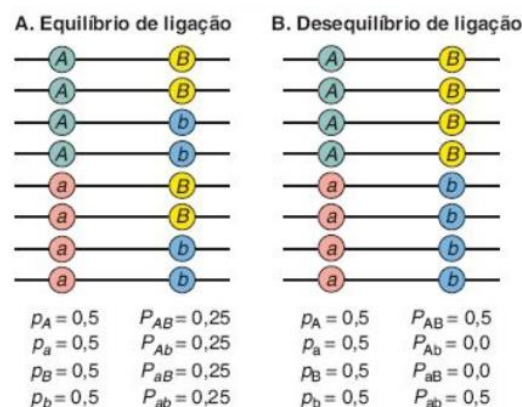 A. Equilíbrio de ligação
A B
A B
A b
A b
a B
a B
a b
a b
pA = 0,5 PAB = 0,25
pa = 0,5 PAb = 0,25
pB = 0,5 PaB = 0,25
pb = 0,5 Pab = 0,25
B. Desequilíbrio de ligação
A B
A B
A B
A B
a b
a b
a b
a b
pA = 0,5 PAB = 0,5
pa = 0,5 PAb = 0,0
pB = 0,5 PaB = 0,0
pb = 0,5 Pab = 0,5